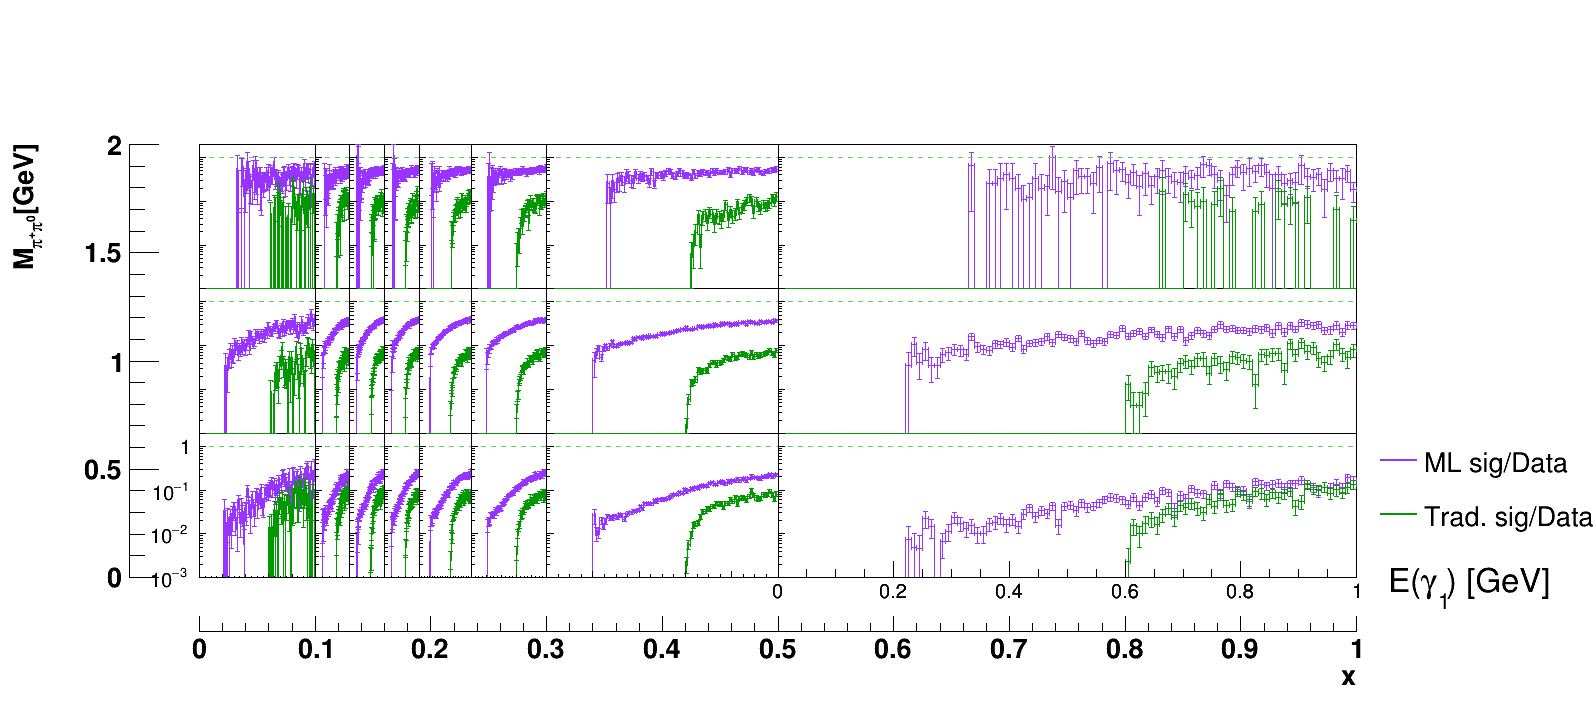 M π⁺π⁰ [GeV]
2
1.5
1
0.5
0
1
10⁻¹
10⁻²
10⁻³
0 0.2 0.4 0.6 0.8 1
E(γ₁) [GeV]
ML sig/Data
Trad. sig/Data
0 0.1 0.2 0.3 0.4 0.5 0.6 0.7 0.8 0.9 1
x